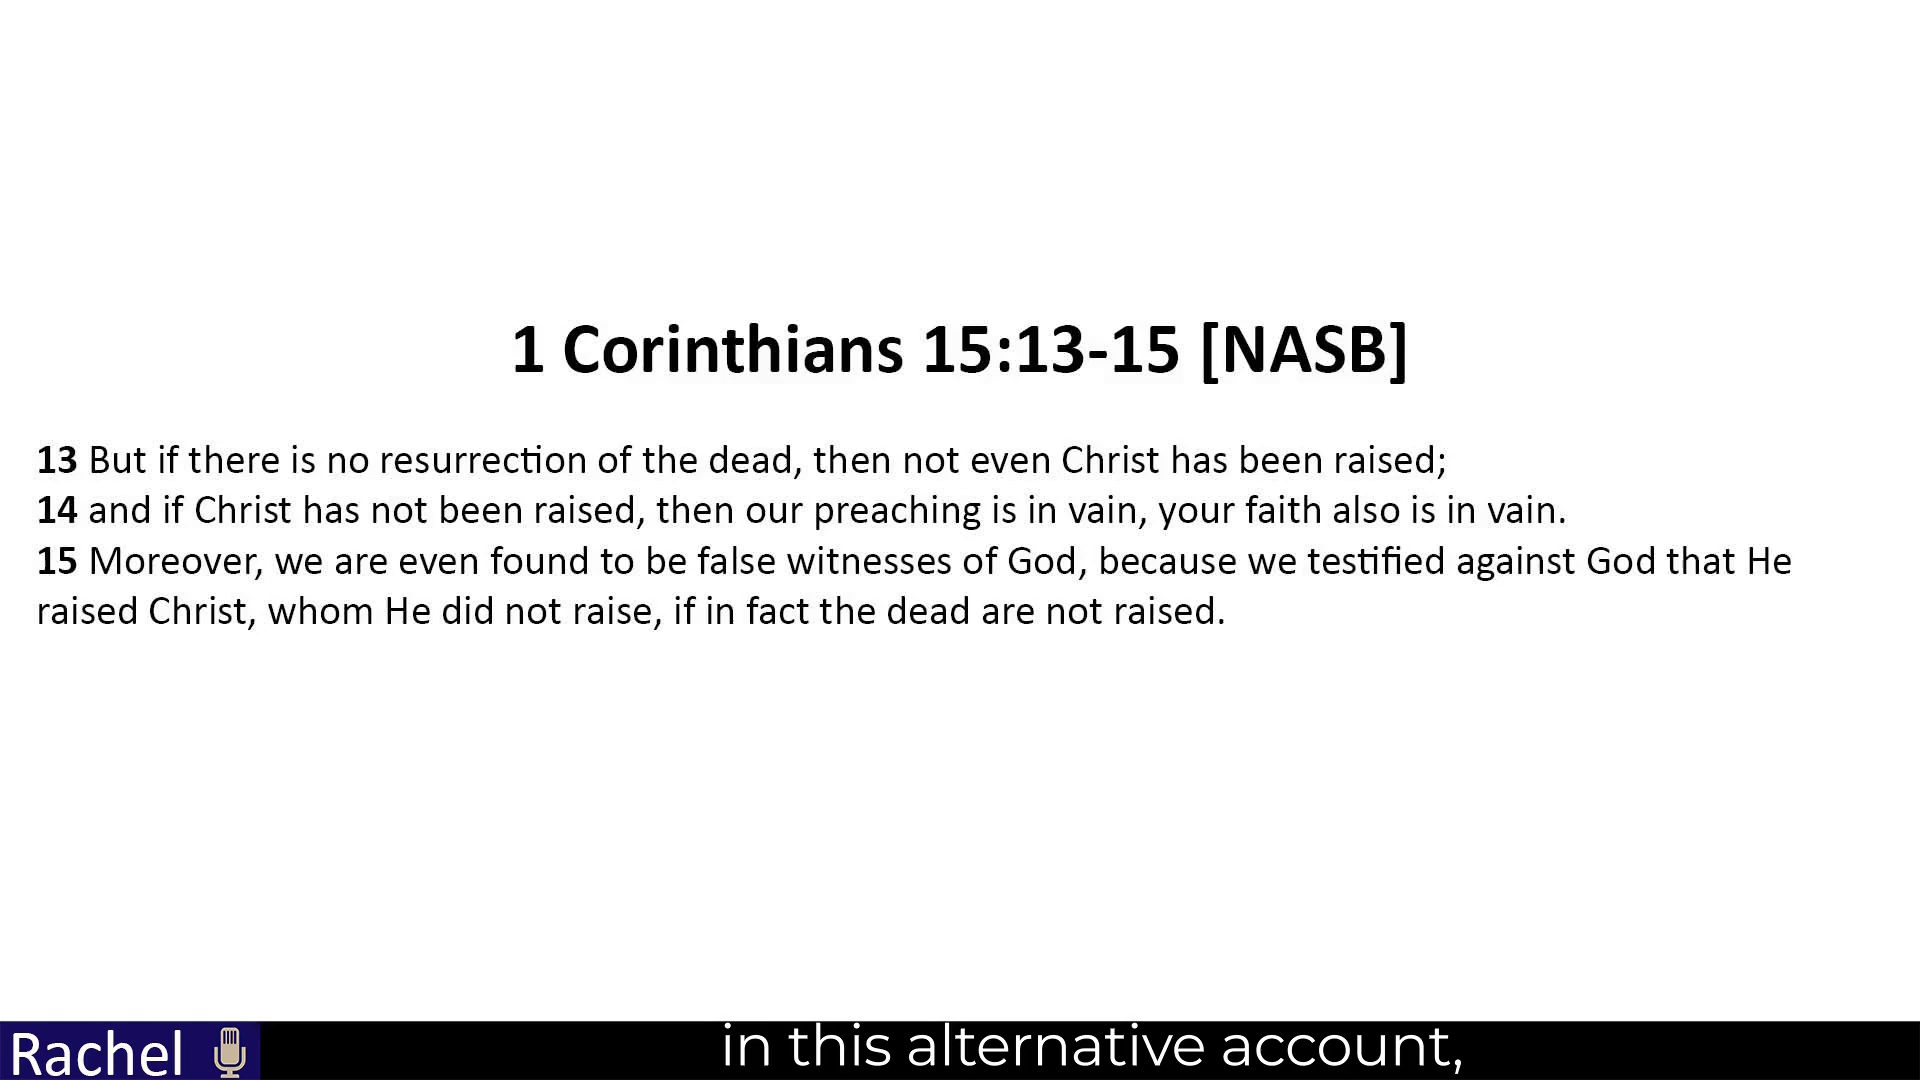 1 Corinthians 15:13-15 [NASB]
13 But if there is no resurrection of the dead, then not even Christ has been raised;
14 and if Christ has not been raised, then our preaching is in vain, your faith also is in vain.
15 Moreover, we are even found to be false witnesses of God, because we testified against God that He
raised Christ, whom He did not raise, if in fact the dead are not raised.
Rachel
in this alternative account,